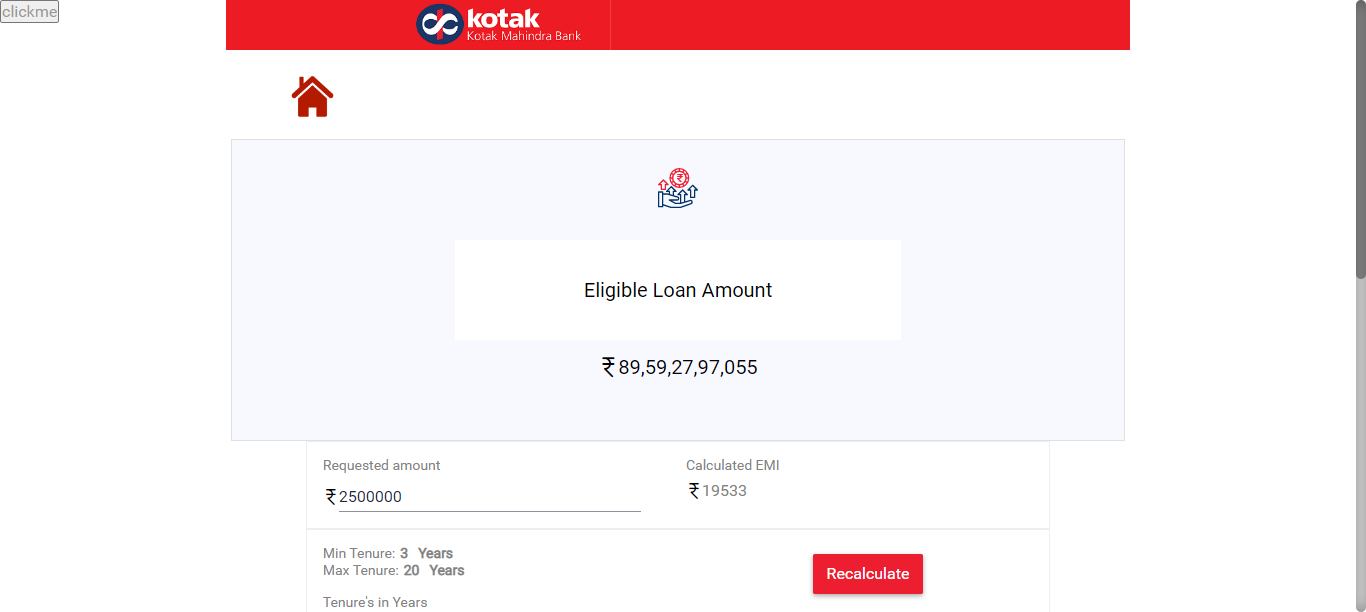 clickme
kotak
Kotak Mahindra Bank
Eligible Loan Amount
₹ 89,59,27,97,055
Requested amount
₹ 2500000
Calculated EMI
₹ 19533
Min Tenure: 3 Years
Max Tenure: 20 Years
Recalculate
Tenure's in Years